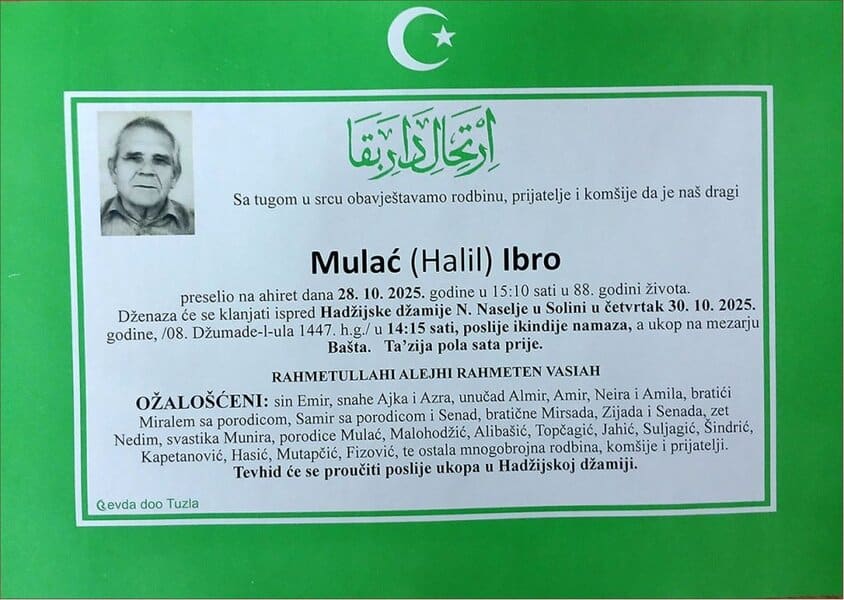 اِرْتِحَالِ دَارِ بَقَا
Sa tugom u srcu obavještavamo rodbinu, prijatelje i komšije da je naš dragi
Mulać (Halil) Ibro
preselio na ahiret dana 28. 10. 2025. godine u 15:10 sati u 88. godini života.
Dženaza će se klanjati ispred Hadžijske džamije N. Naselje u Solini u četvrtak 30. 10. 2025.
godine, /08. Džumade-l-ula 1447. h.g./ u 14:15 sati, poslije ikindije namaza, a ukop na mezarju
Bašta. Ta’zija pola sata prije.
RAHMETULLAHI ALEJHI RAHMETEN VASIAH
OŽALOŠĆENI: sin Emir, snahe Ajka i Azra, unučad Almir, Amir, Neira i Amila, bratići
Miralem sa porodicom, Samir sa porodicom i Senad, bratične Mirsada, Zijada i Senada, zet
Nedim, svastika Munira, porodice Mulać, Malohodžić, Alibašić, Topčagić, Jahić, Suljagić, Šindrić,
Kapetanović, Hasić, Mutapčić, Fizović, te ostala mnogobrojna rodbina, komšije i prijatelji.
Tevhid će se proučiti poslije ukopa u Hadžijskoj džamiji.
evda doo Tuzla